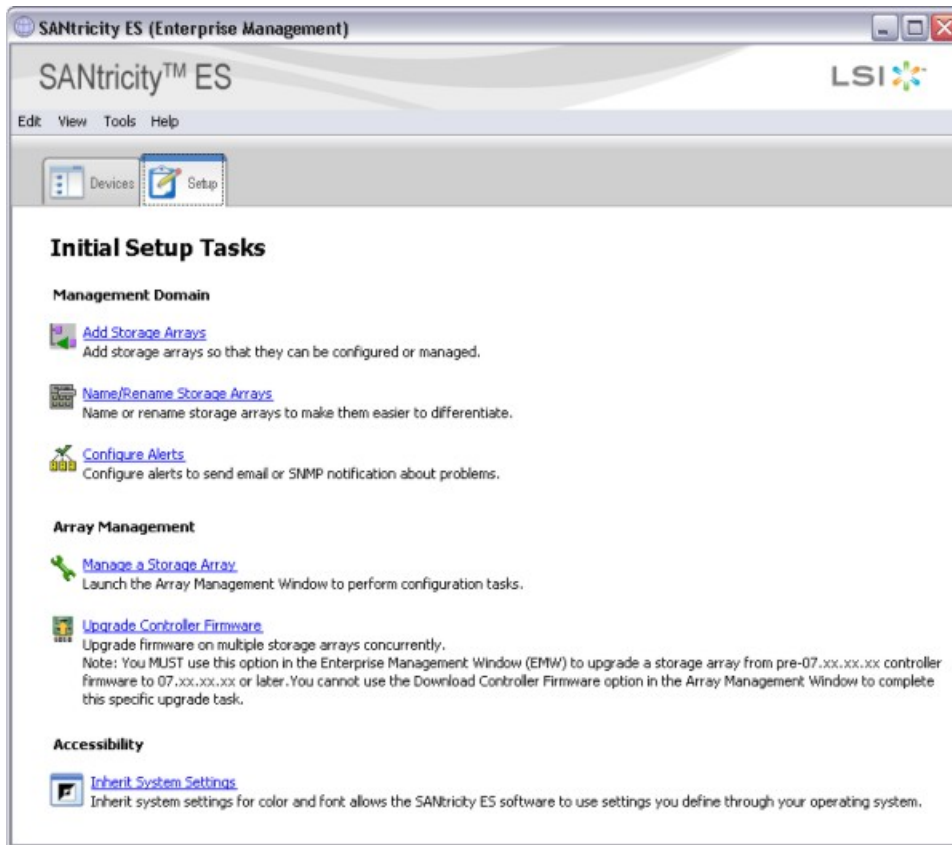 SANtricity ES (Enterprise Management)
SANtricity™ ES
LSI
Edit View Tools Help
Devices Setup
Initial Setup Tasks
Management Domain
Add Storage Arrays
Add storage arrays so that they can be configured or managed.
Name/Rename Storage Arrays
Name or rename storage arrays to make them easier to differentiate.
Configure Alerts
Configure alerts to send email or SNMP notification about problems.
Array Management
Manage a Storage Array
Launch the Array Management Window to perform configuration tasks.
Upgrade Controller Firmware
Upgrade firmware on multiple storage arrays concurrently.
Note: You MUST use this option in the Enterprise Management Window (EMW) to upgrade a storage array from pre-07.xx.xx.xx controller
firmware to 07.xx.xx.xx or later.You cannot use the Download Controller Firmware option in the Array Management Window to complete
this specific upgrade task.
Accessibility
Inherit System Settings
Inherit system settings for color and font allows the SANtricity ES software to use settings you define through your operating system.